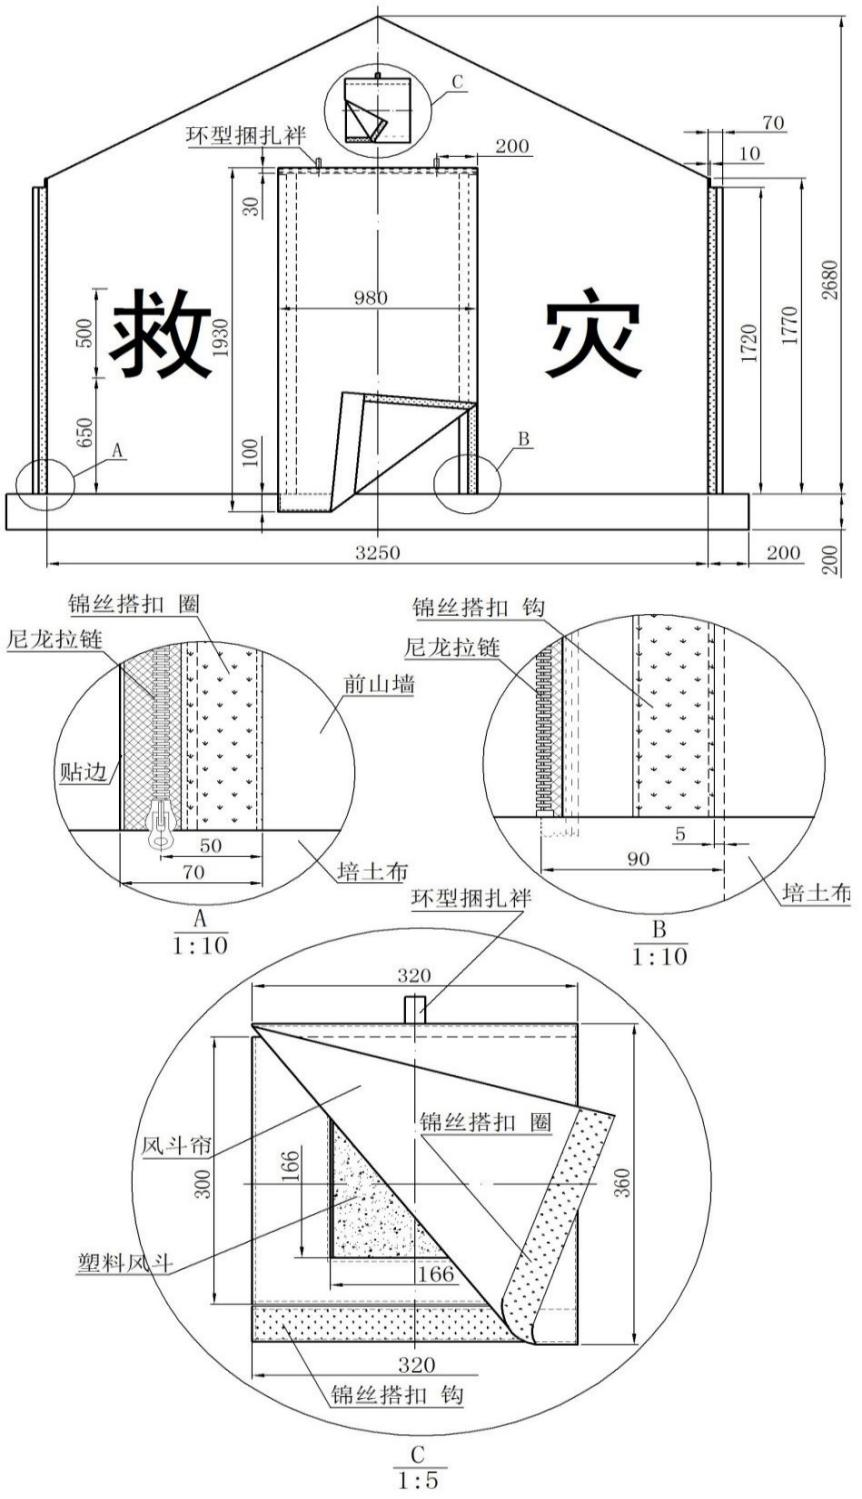 C
70
环型捆扎袢
200
10
30
980
救
灾
500
1930
650
100
1720
1770
2680
A
B
3250
200
200
锦丝搭扣 圈
尼龙拉链
前山墙
贴边
50
70
培土布
A
1:10
锦丝搭扣 钩
尼龙拉链
5
90
培土布
B
1:10
环型捆扎袢
320
锦丝搭扣 圈
风斗帘
300
166
360
塑料风斗
166
320
锦丝搭扣 钩
C
1:5